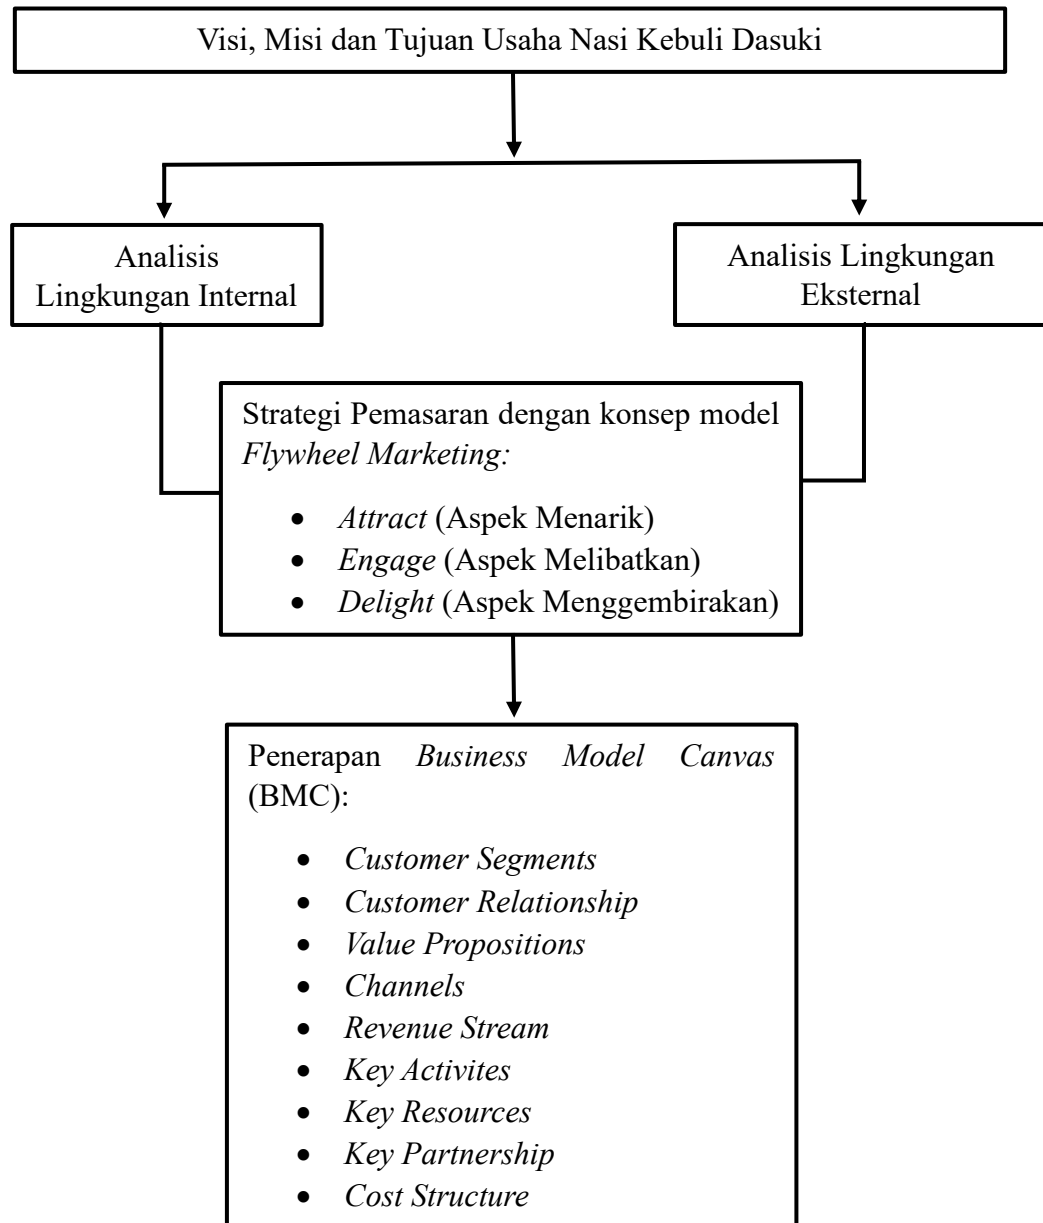 Visi, Misi dan Tujuan Usaha Nasi Kebuli Dasuki
Analisis
Lingkungan Internal
Analisis Lingkungan
Eksternal
Strategi Pemasaran dengan konsep model
Flywheel Marketing:
• Attract (Aspek Menarik)
• Engage (Aspek Melibatkan)
• Delight (Aspek Menggembirakan)
Penerapan Business Model Canvas
(BMC):
• Customer Segments
• Customer Relationship
• Value Propositions
• Channels
• Revenue Stream
• Key Activites
• Key Resources
• Key Partnership
• Cost Structure